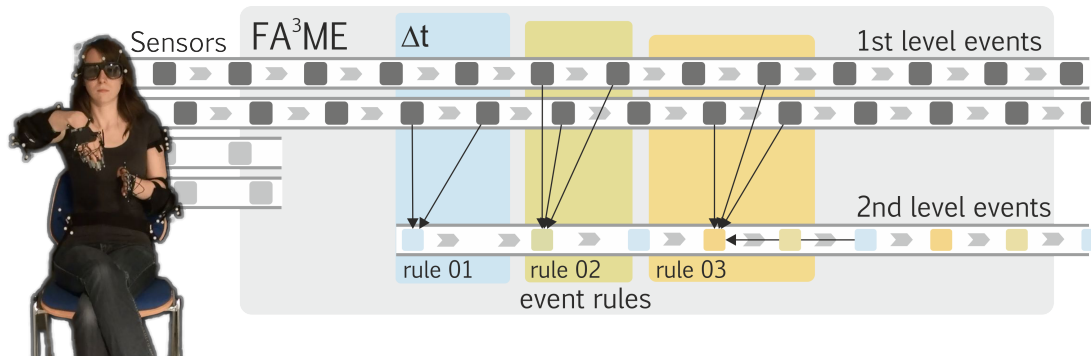 Sensors
FA³ME
Δt
1st level events
2nd level events
rule 01
rule 02
rule 03
event rules